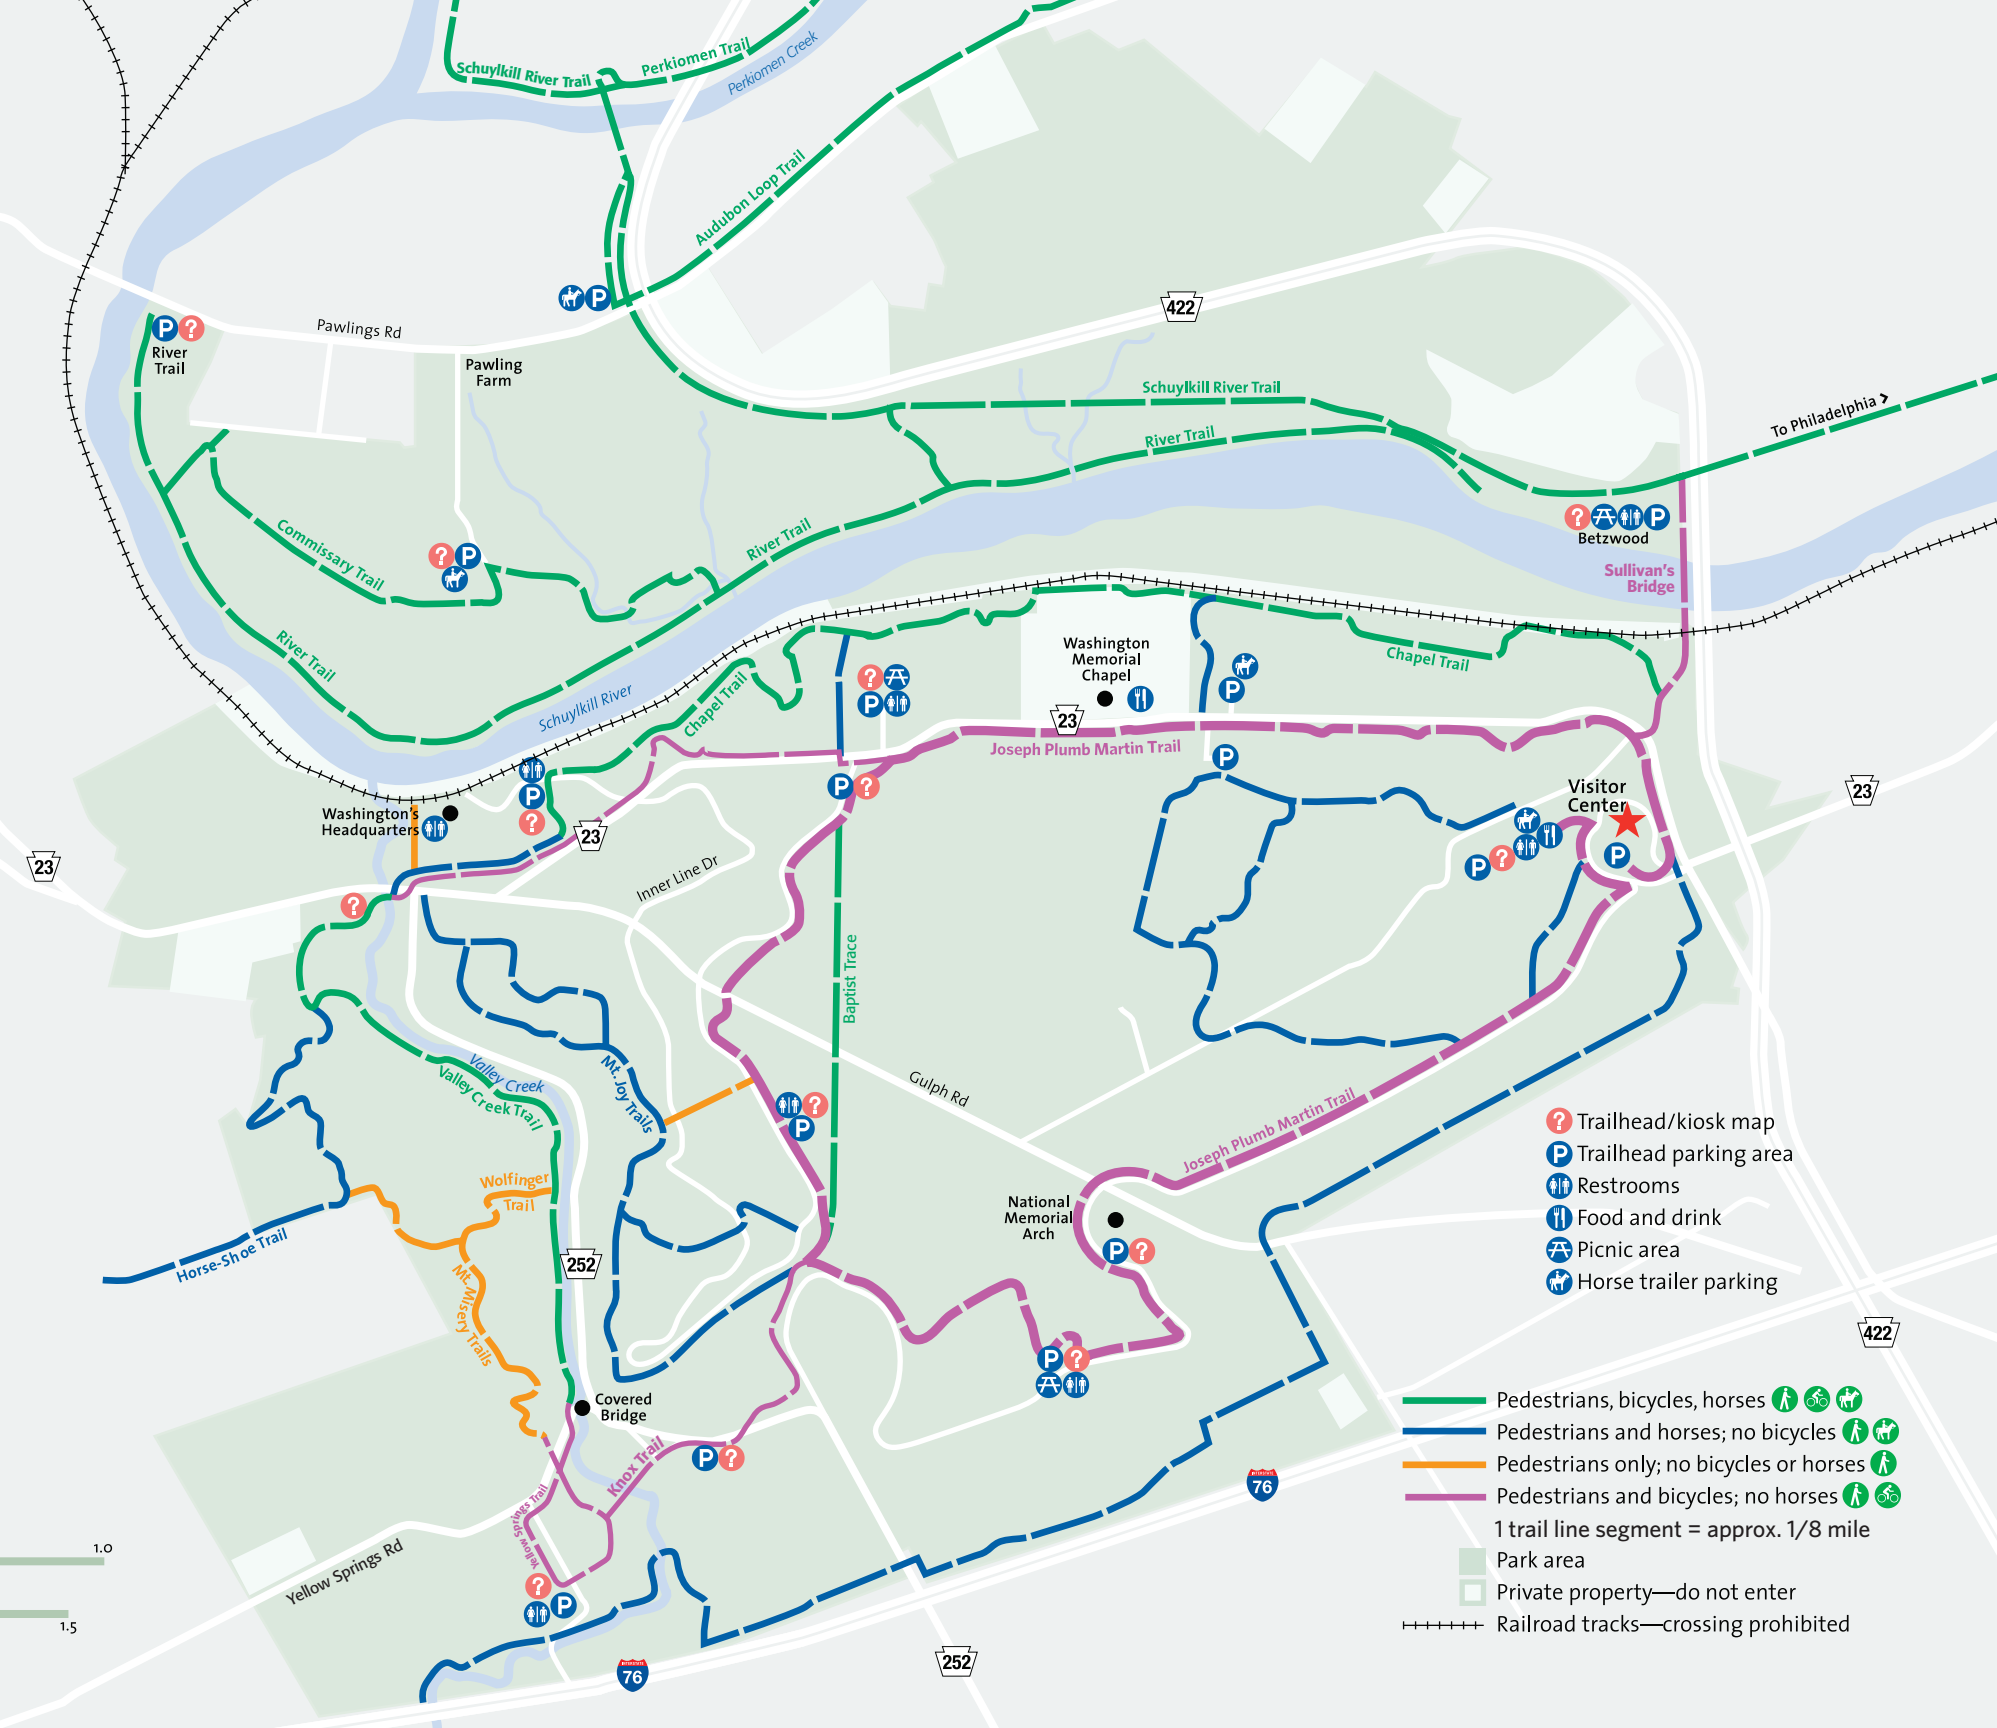 Schuylkill River Trail
Perkiomen Trail
Perkiomen Creek
Audubon Loop Trail
422
P
P ?
River
Trail
Pawlings Rd
Pawling
Farm
Schuylkill River Trail
River Trail
To Philadelphia
Commissary Trail
? P
River Trail
? P
Betzwood
Sullivan's
Bridge
River Trail
Schuylkill River
Washington
Memorial
Chapel
Chapel Trail
Chapel Trail
?
P
P
23
Joseph Plumb Martin Trail
P
P
?
P ?
Washington's
Headquarters
23
23
23
Visitor
Center
P ?
P
Inner Line Dr
?
Baptist Trace
Valley Creek
Valley Creek Trail
Mt. Joy Trails
?
P
Gulph Rd
Joseph Plumb Martin Trail
Wolfinger
Trail
National
Memorial
Arch
P ?
Horse-Shoe Trail
252
Mt. Misery Trails
P ?
Covered
Bridge
Knox Trail
P ?
Yellow Springs Trail
Yellow Springs Rd
?
P
INTERSTATE
76
INTERSTATE
76
252
422
1.0
1.5
? Trailhead/kiosk map
P Trailhead parking area
Restrooms
Food and drink
Picnic area
Horse trailer parking
Pedestrians, bicycles, horses
Pedestrians and horses; no bicycles
Pedestrians only; no bicycles or horses
Pedestrians and bicycles; no horses
1 trail line segment = approx. 1/8 mile
Park area
Private property—do not enter
Railroad tracks—crossing prohibited